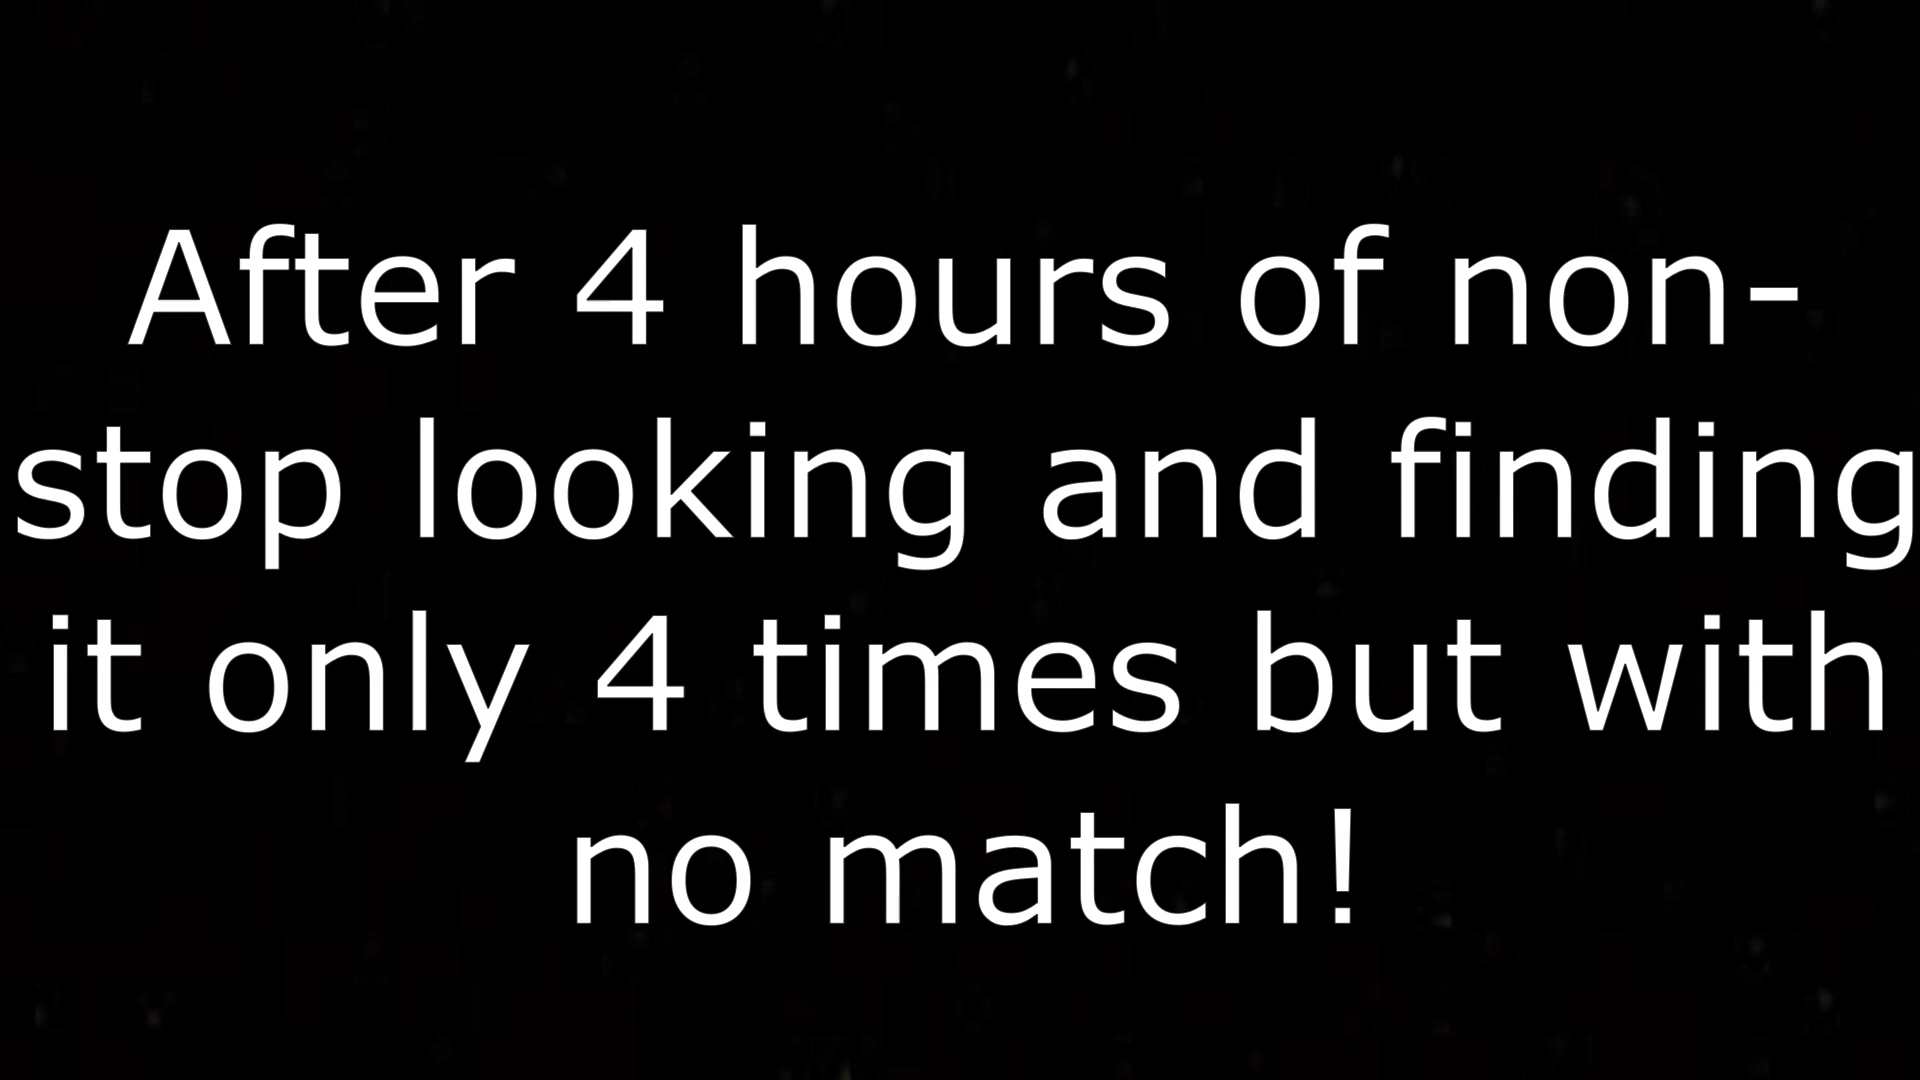 After 4 hours of non-
stop looking and finding
it only 4 times but with
no match!